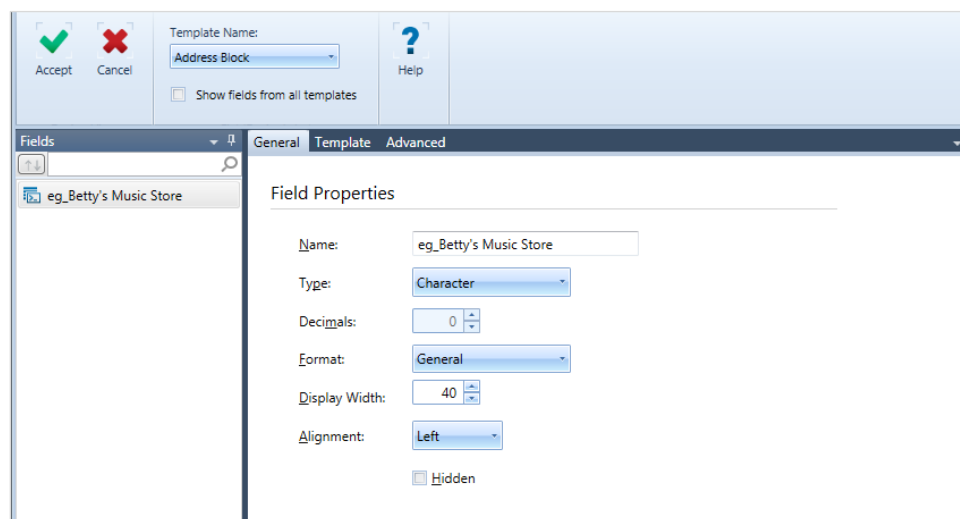 Template Name:
Address Block
Show fields from all templates
Accept
Cancel
?
Help
Fields
General Template Advanced
eg_Betty's Music Store
Field Properties
Name: eg_Betty's Music Store
Type: Character
Decimals: 0
Format: General
Display Width: 40
Alignment: Left
Hidden